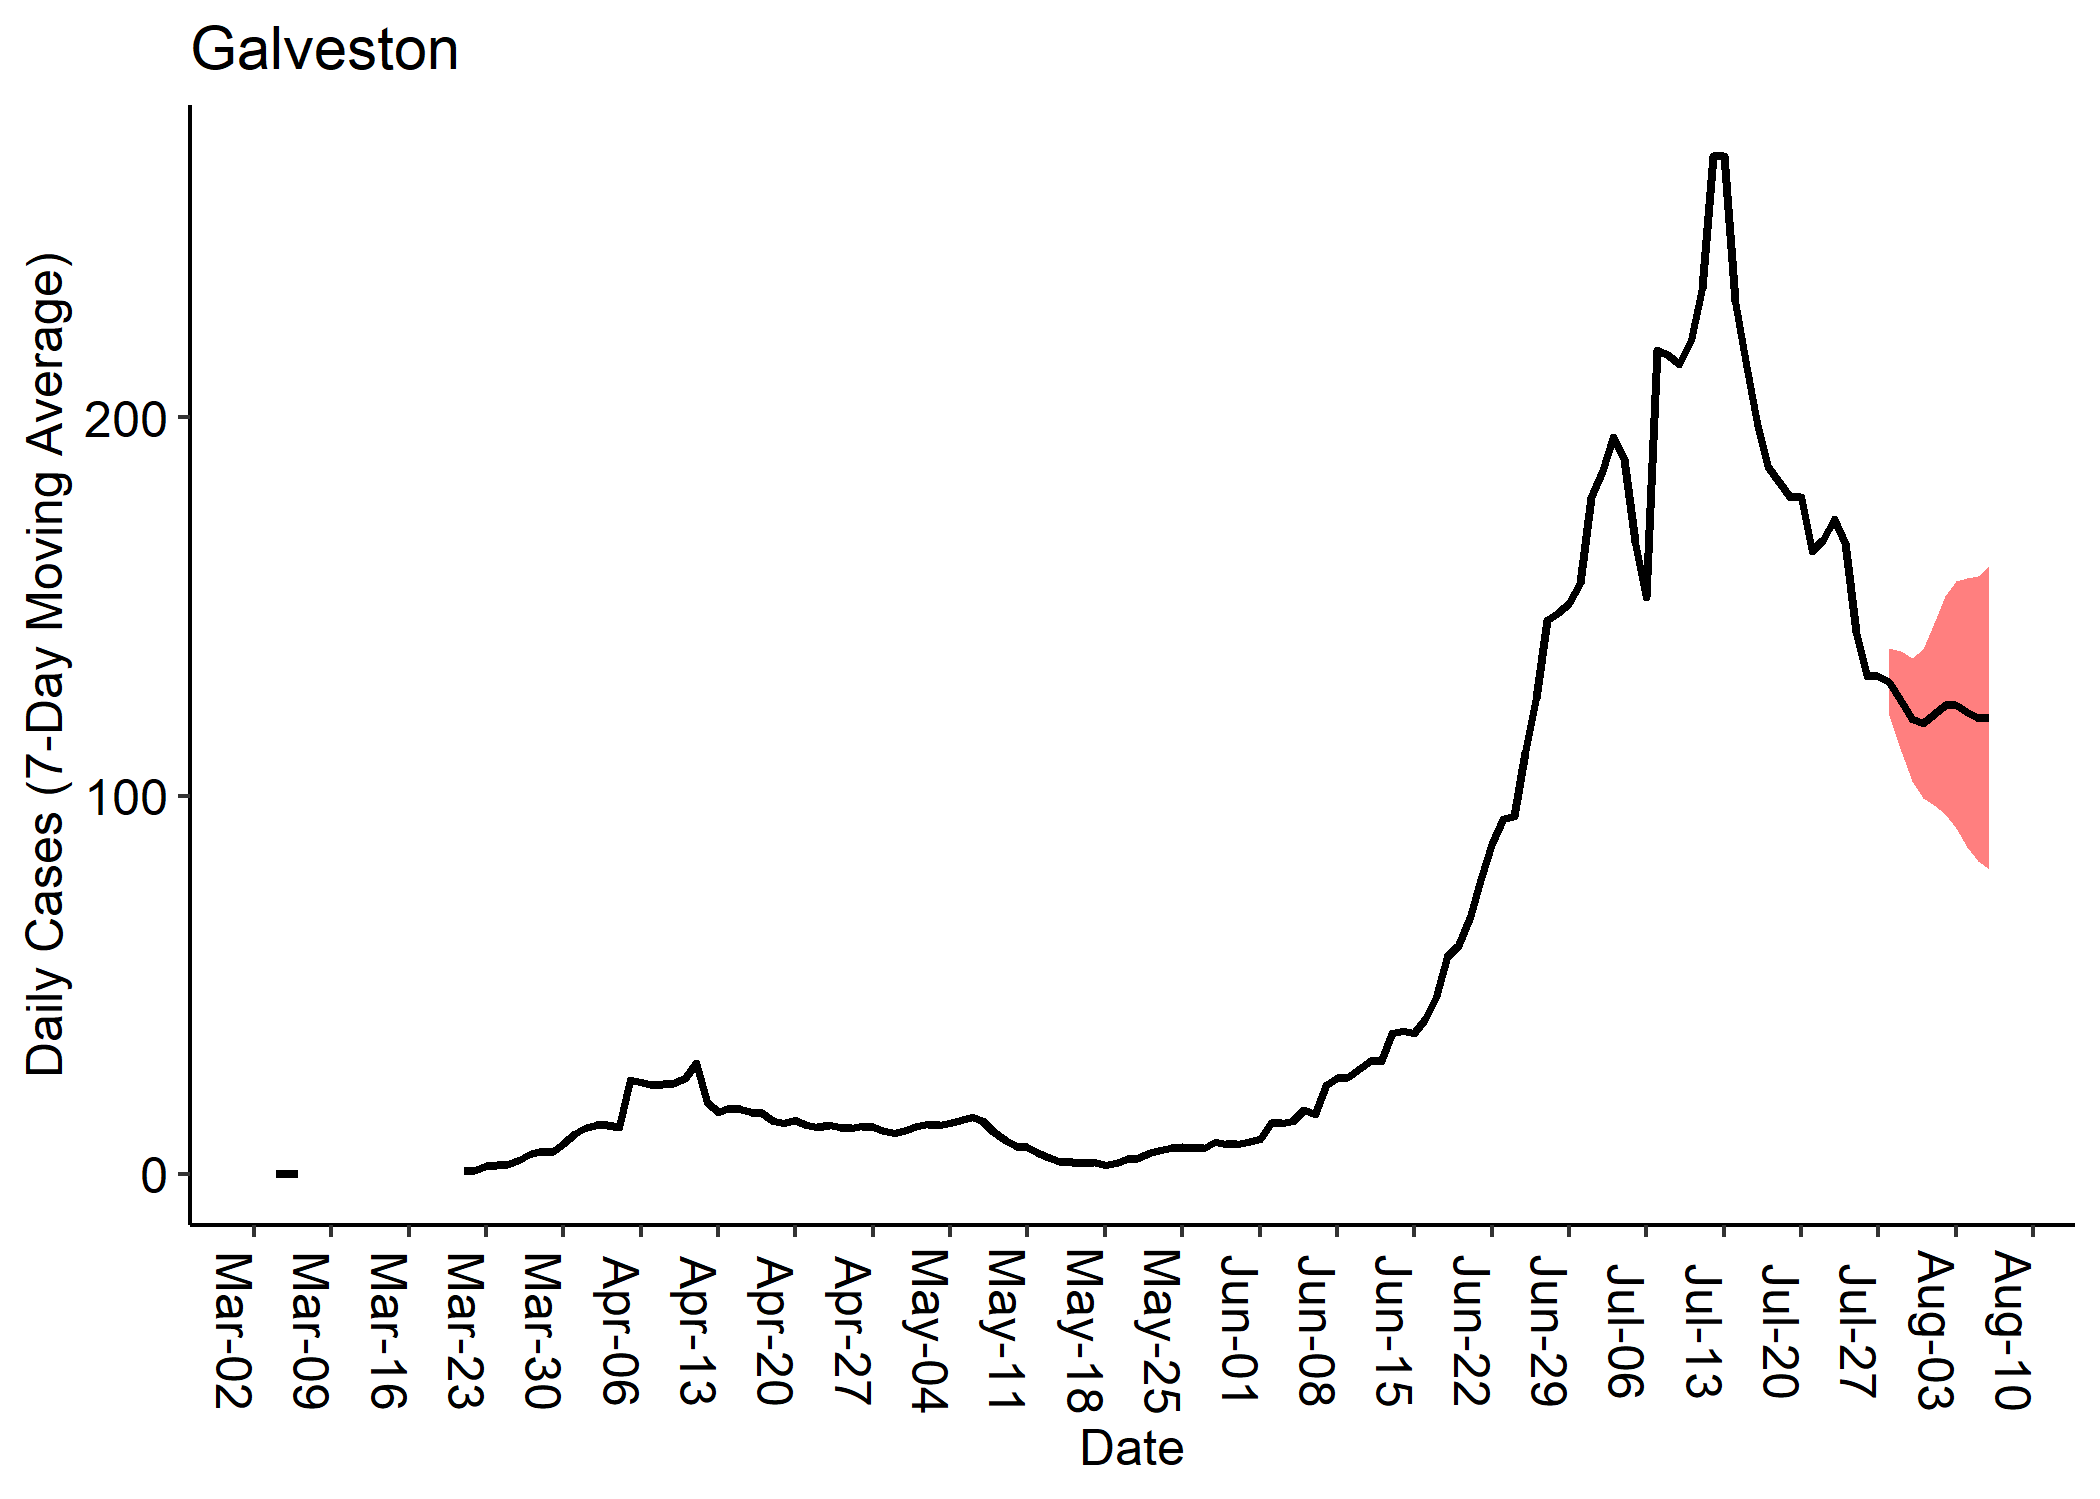 Galveston
Daily Cases (7-Day Moving Average)
200
100
0
Mar-02
Mar-09
Mar-16
Mar-23
Mar-30
Apr-06
Apr-13
Apr-20
Apr-27
May-04
May-11
May-18
May-25
Jun-01
Jun-08
Jun-15
Jun-22
Jun-29
Jul-06
Jul-13
Jul-20
Jul-27
Aug-03
Aug-10
Date